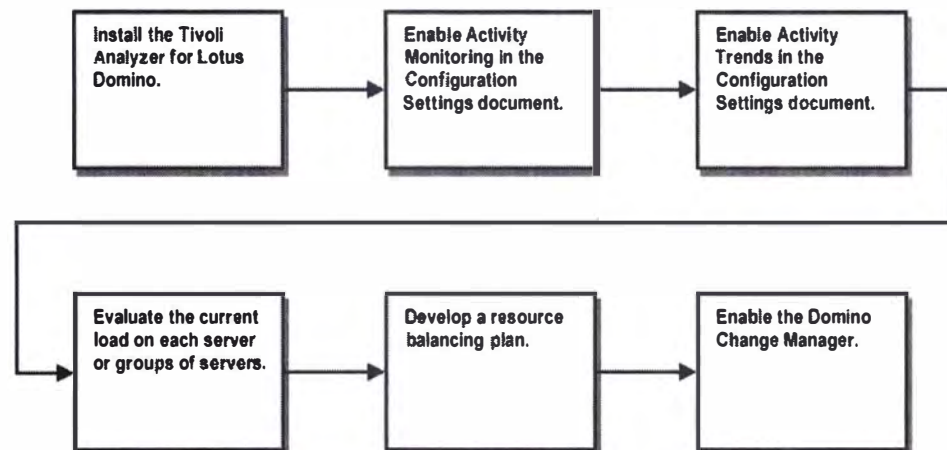 Install the Tivoli
Analyzer for Lotus
Domino.
Enable Activity
Monitoring in the
Configuration
Settings document.
Enable Activity
Trends in the
Configuration
Settings document.
Evaluate the current
load on each server
or groups of servers.
Develop a resource
balancing plan.
Enable the Domino
Change Manager.